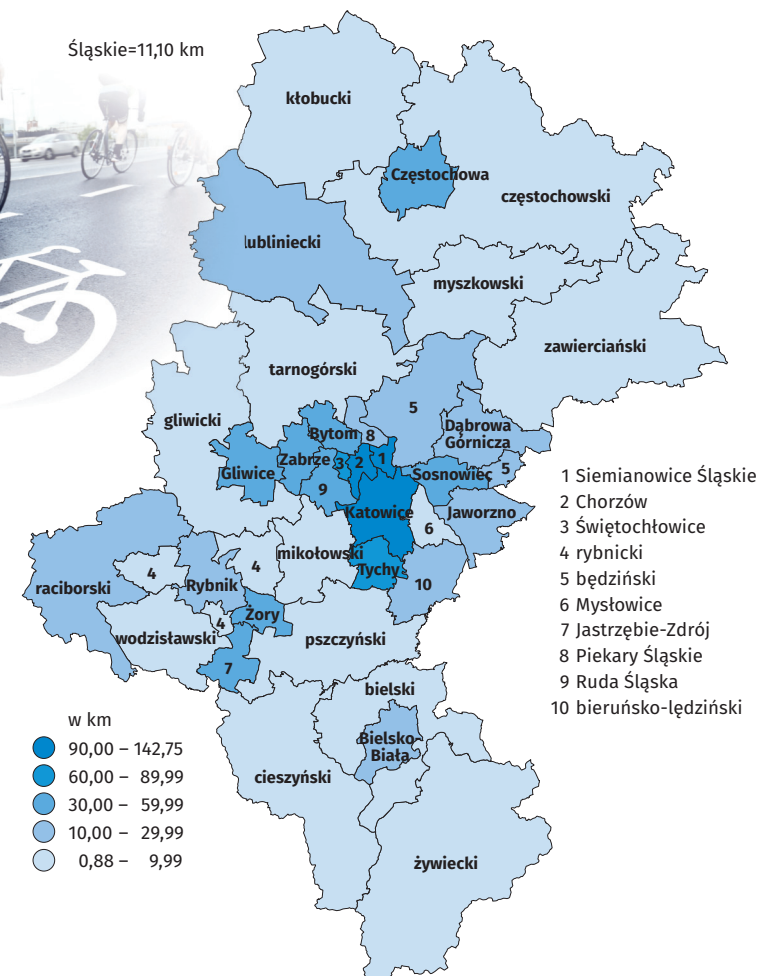 Śląskie=11,10 km
kłobucki
Częstochowa
częstochowski
lubliniecki
myszkowski
zawierciański
tarnogórski
gliwicki
5
Dąbrowa
Górnicza
Bytom
8
Zabrze
3
2
1
Gliwice
Sosnowiec
5
9
Katowice
6
Jaworzno
mikołowski
4
4
Tychy
raciborski
Rybnik
10
4
Żory
wodzisławski
pszczyński
7
bielski
Bielsko-
Biała
cieszyński
żywiecki
1 Siemianowice Śląskie
2 Chorzów
3 Świętochłowice
4 rybnicki
5 będziński
6 Mysłowice
7 Jastrzębie-Zdrój
8 Piekary Śląskie
9 Ruda Śląska
10 bieruńsko-lędziński
w km
90,00 – 142,75
60,00 – 89,99
30,00 – 59,99
10,00 – 29,99
0,88 – 9,99